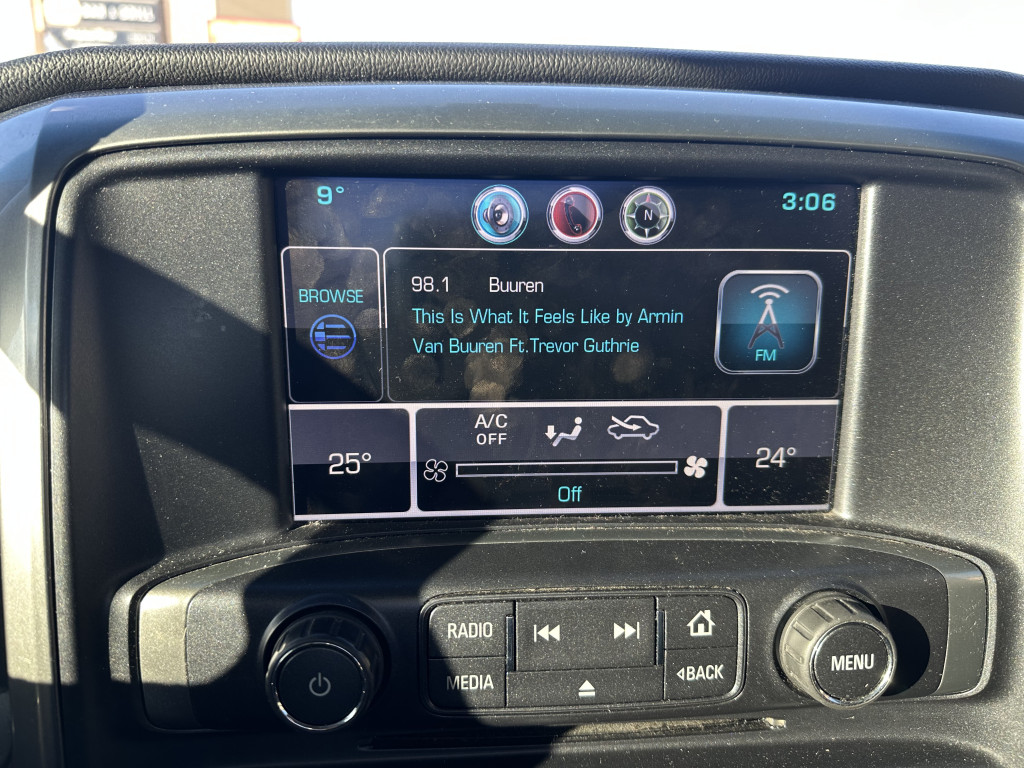 9°
N
3:06
BROWSE
98.1 Buuren
This Is What It Feels Like by Armin
Van Buuren Ft.Trevor Guthrie
FM
A/C
OFF
25°
24°
Off
RADIO
MEDIA
BACK
MENU